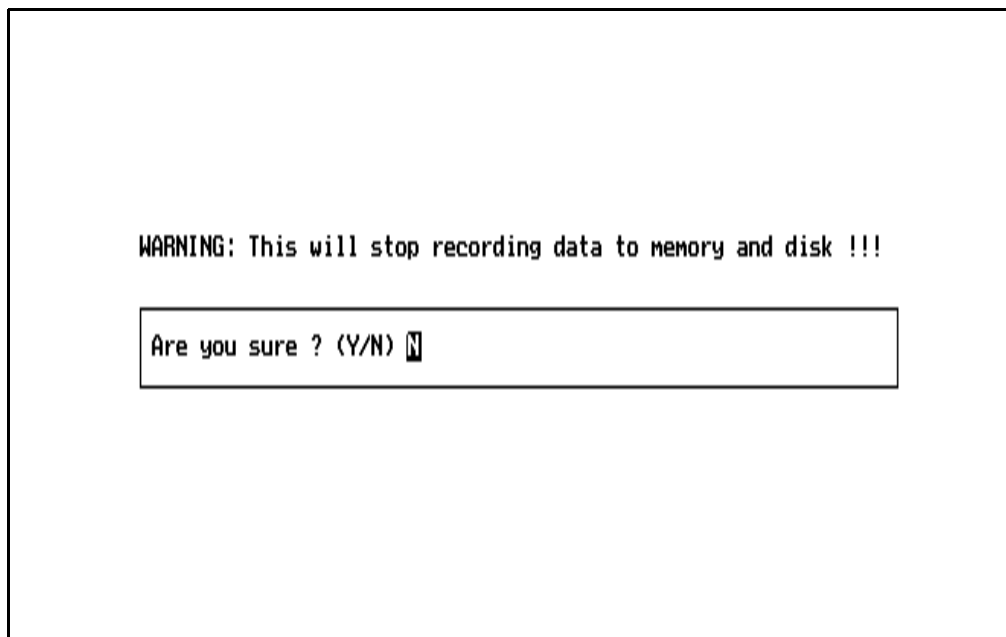 WARNING: This will stop recording data to memory and disk !!!
Are you sure ? (Y/N) N